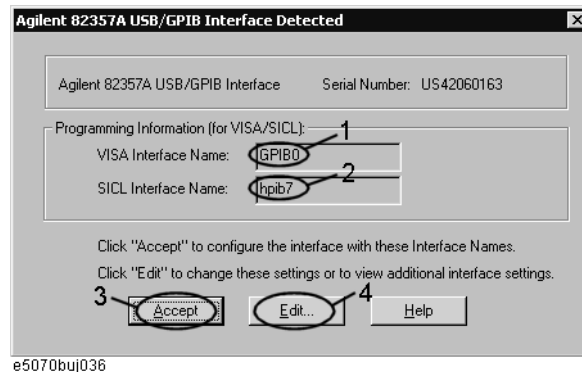 Agilent 82357A USB/GPIB Interface Detected
Agilent 82357A USB/GPIB Interface Serial Number: US42060163
Programming Information (for VISA/SICL):
1
VISA Interface Name: GPIB0
2
SICL Interface Name: hpib7
Click "Accept" to configure the interface with these Interface Names.
Click "Edit" to change these settings or to view additional interface settings.
3 4
Accept Edit... Help
e5070buj036